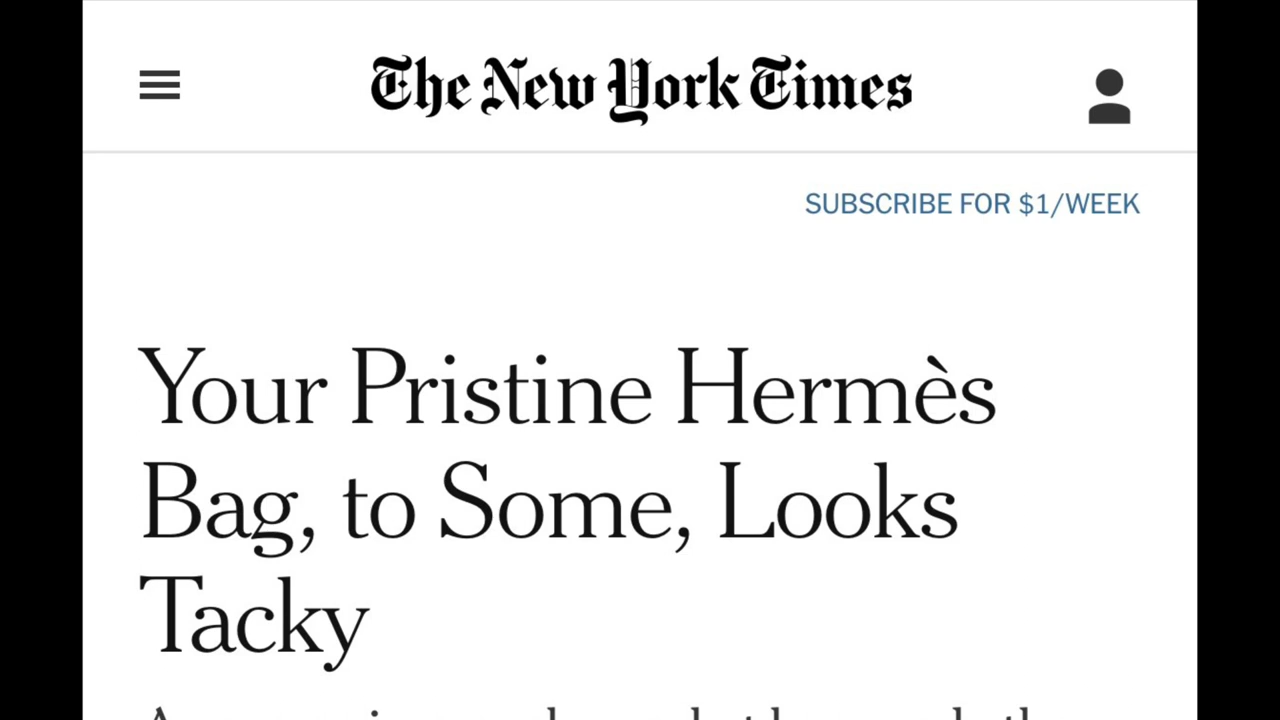 The New York Times
SUBSCRIBE FOR $1/WEEK
Your Pristine Hermès
Bag, to Some, Looks
Tacky